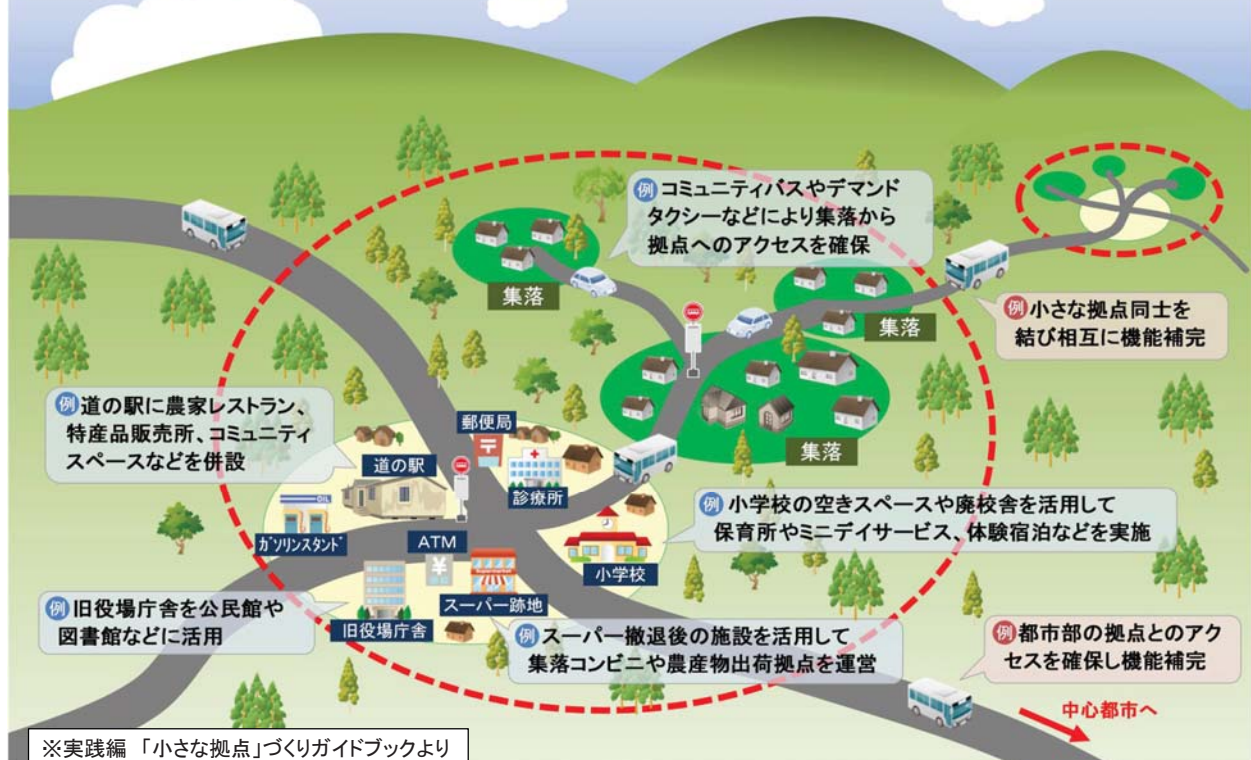 例 コミュニティバスやデマンド
タクシーなどにより集落から
拠点へのアクセスを確保
集落
集落
例 小さな拠点同士を
結び相互に機能補完
例 道の駅に農家レストラン、
特産品販売所、コミュニティ
スペースなどを併設
郵便局
〒
道の駅
診療所
集落
OIL
ガソリンスタンド
ATM
¥
小学校
例 小学校の空きスペースや廃校舎を活用して
保育所やミニデイサービス、体験宿泊などを実施
スーパー跡地
旧役場庁舎
例 旧役場庁舎を公民館や
図書館などに活用
例 スーパー撤退後の施設を活用して
集落コンビニや農産物出荷拠点を運営
例 都市部の拠点とのアク
セスを確保し機能補完
中心都市へ
※実践編 「小さな拠点」づくりガイドブックより